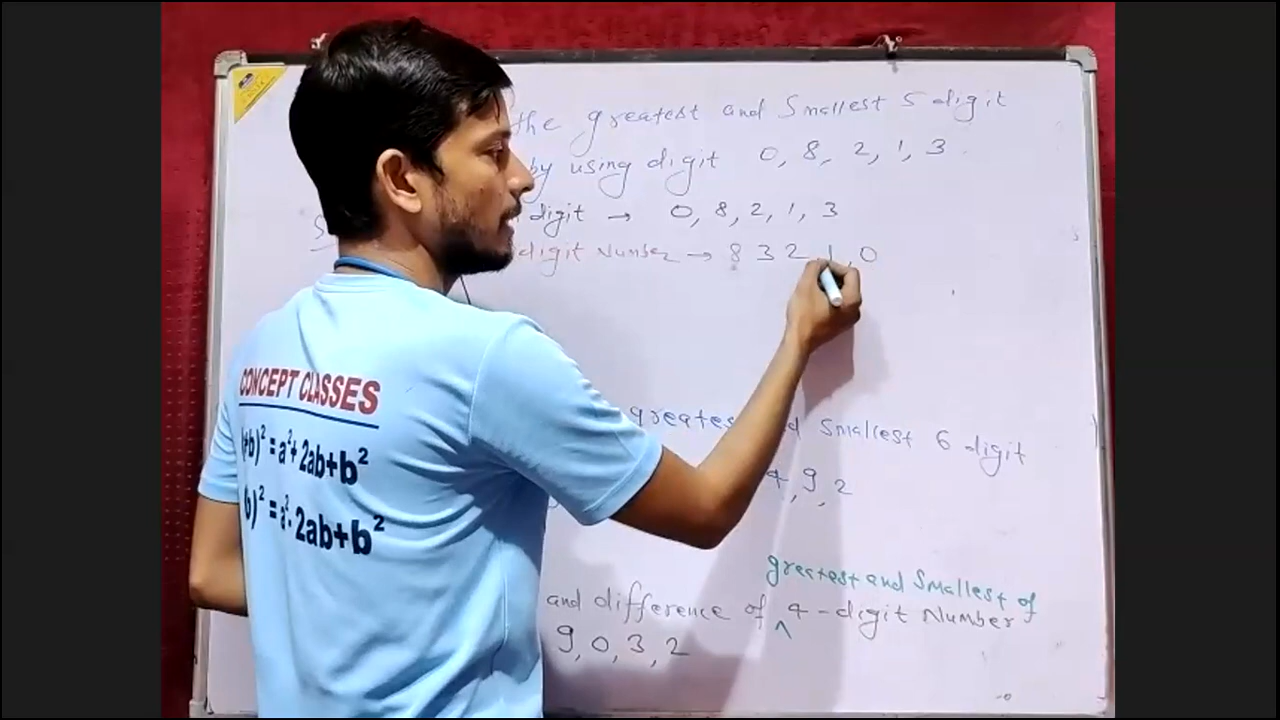 the greatest and smallest 5 digit
by using digit 0, 8, 2, 1, 3
digit → 0, 8, 2, 1, 3
digit Number → 8 3 2 1, 0
greates smallest 6 digit
4, 9, 2
greatest and smallest of
and difference of ^ 4-digit Number
9, 0, 3, 2
CONCEPT CLASSES
+b)² = a²+2ab+b²
b)² = a²-2ab+b²